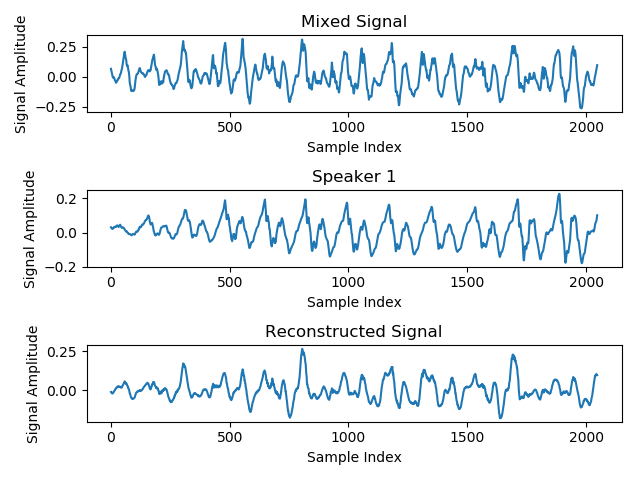 Mixed Signal
Signal Amplitude
0.25
0.00
−0.25
0 500 1000 1500 2000
Sample Index
Speaker 1
Signal Amplitude
0.2
0.0
−0.2
0 500 1000 1500 2000
Sample Index
Reconstructed Signal
Signal Amplitude
0.25
0.00
0 500 1000 1500 2000
Sample Index